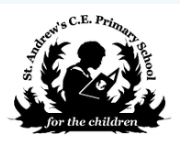 St. Andrew's C.E. Primary School
for the children